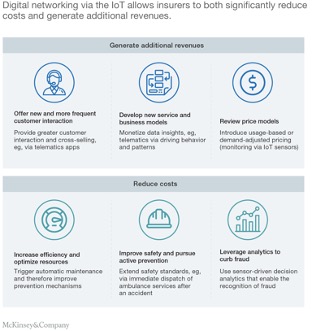 Digital networking via the IoT allows insurers to both significantly reduce
costs and generate additional revenues.
Generate additional revenues
Offer new and more frequent
customer interaction
Provide greater customer
interaction and cross-selling,
eg, via telematics apps
Develop new service and
business models
Monetize data insights, eg,
telematics via driving behavior
and patterns
Review price models
Introduce usage-based or
demand-adjusted pricing
(monitoring via IoT sensors)
Reduce costs
Increase efficiency and
optimize resources
Trigger automatic maintenance
and therefore improve
prevention mechanisms
Improve safety and pursue
active prevention
Extend safety standards, eg,
via immediate dispatch of
ambulance services after
an accident
Leverage analytics to
curb fraud
Use sensor-driven decision
analytics that enable the
recognition of fraud
McKinsey&Company